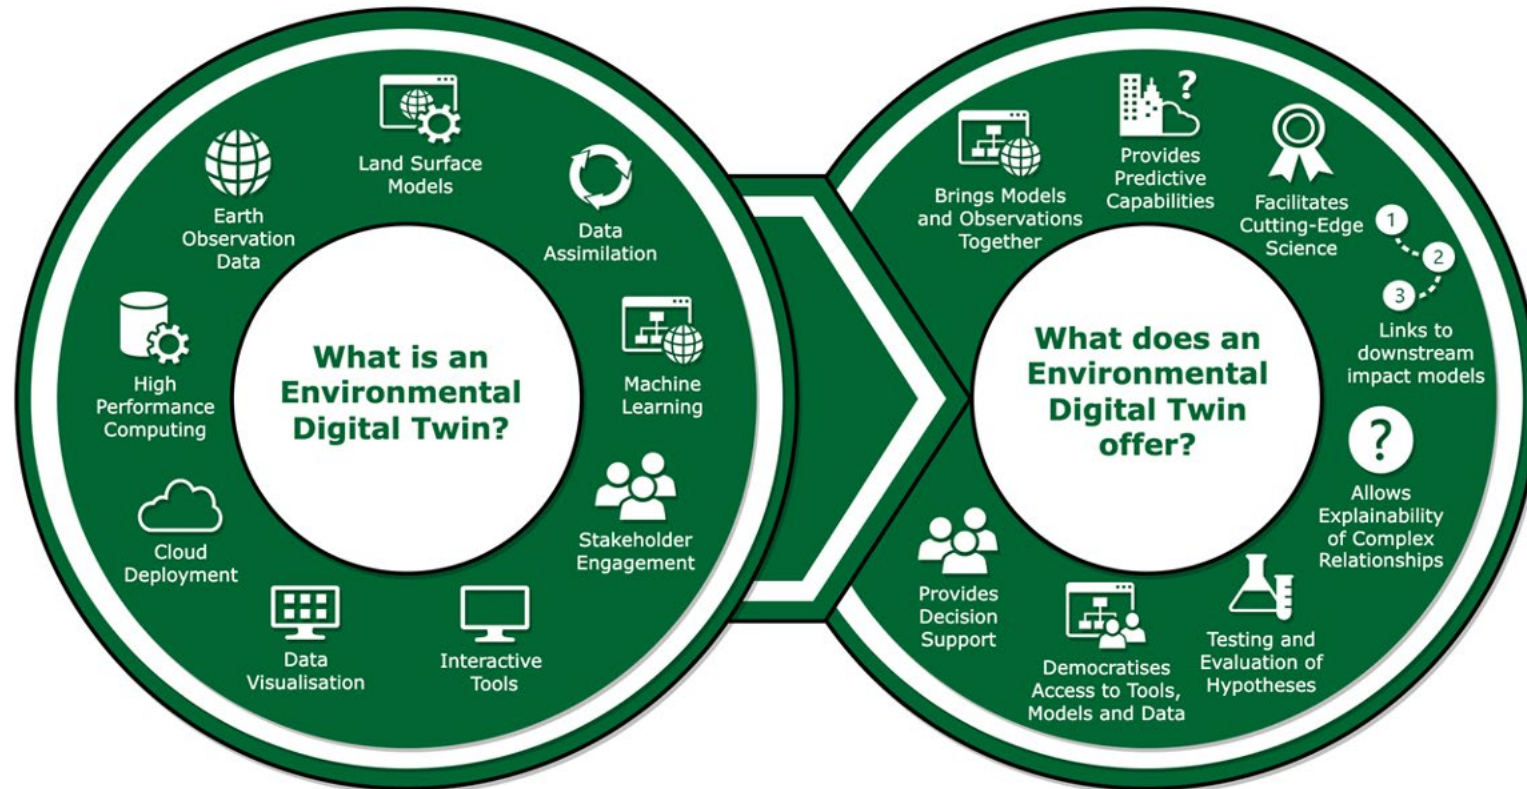 What is an
Environmental
Digital Twin?
Land Surface
Models
Data
Assimilation
Machine
Learning
Stakeholder
Engagement
Interactive
Tools
Data
Visualisation
Cloud
Deployment
High
Performance
Computing
Earth
Observation
Data
What does an
Environmental
Digital Twin
offer?
Brings Models
and Observations
Together
?
Provides
Predictive
Capabilities
Facilitates
Cutting-Edge
Science
1
2
3
Links to
downstream
impact models
?
Allows
Explainability
of Complex
Relationships
Testing and
Evaluation of
Hypotheses
Democratises
Access to Tools,
Models and Data
Provides
Decision
Support